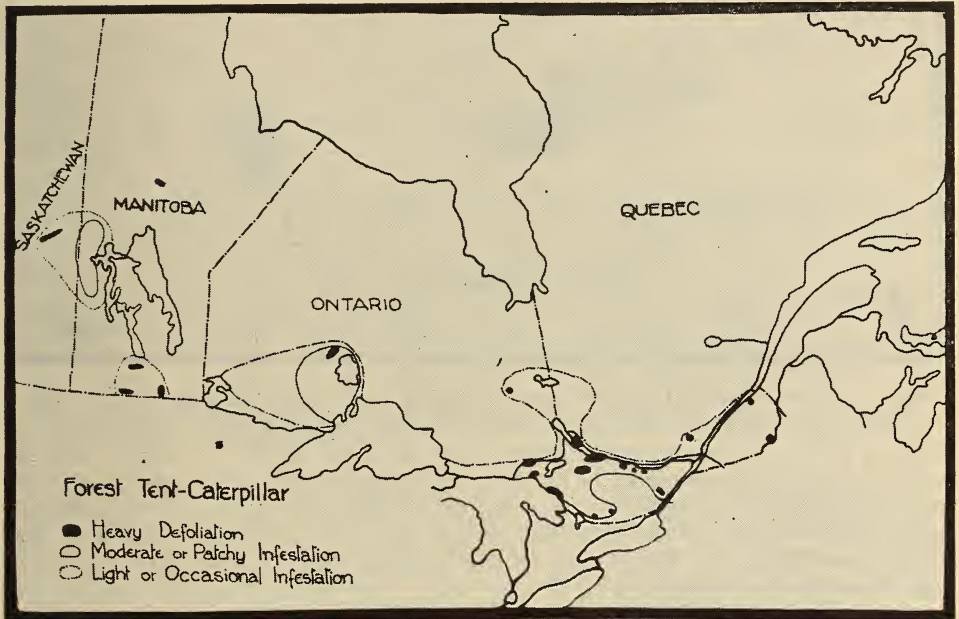 SASKATCHEWAN
MANITOBA
QUEBEC
ONTARIO
Forest Tent-Caterpillar
Heavy Defoliation
Moderate or Patchy Infestation
Light or Occasional Infestation